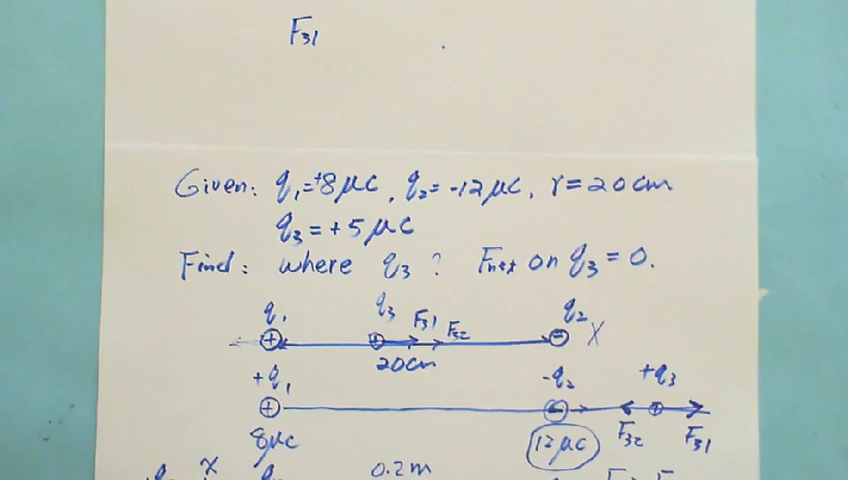 F31
Given: q1=+8μC, q2=-12μC, r=20cm
q3=+5μC
Find: where q3? Fnet on q3=0.
q1 q3 F31 F32 q2 X
+ + -
20cm
+q1 -q2 +q3
+ - +
8μC 12μC F32 F31
x 0.2m